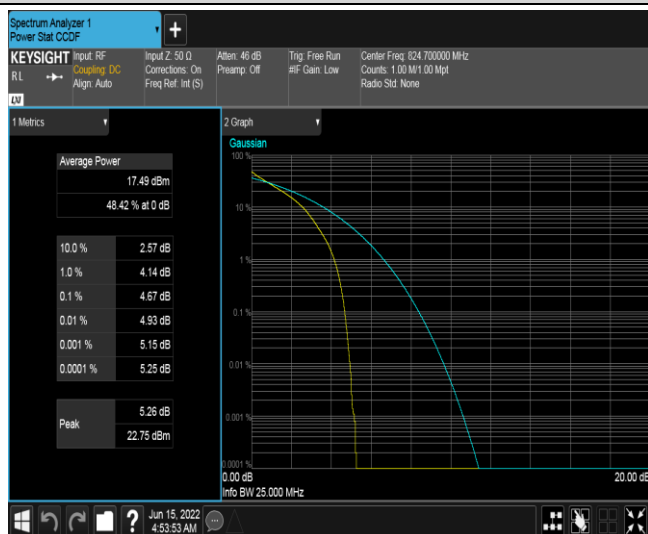 Spectrum Analyzer 1
Power Stat CCDF
+
KEYSIGHT Input: RF Input Z: 50 Ω Atten: 46 dB Trig: Free Run Center Freq: 824.700000 MHz
RL Coupling: DC Corrections: On Preamp: Off #IF Gain: Low Counts: 1.00 M/1.00 Mpt
Align: Auto Freq Ref: Int (S) Radio Std: None
LXI
1 Metrics
Average Power
17.49 dBm
48.42 % at 0 dB
10.0 % 2.57 dB
1.0 % 4.14 dB
0.1 % 4.67 dB
0.01 % 4.93 dB
0.001 % 5.15 dB
0.0001 % 5.25 dB
Peak 5.26 dB
22.75 dBm
2 Graph
Gaussian
100 %
10 %
1 %
0.1 %
0.01 %
0.001 %
0.0001 %
0.00 dB 20.00 dB
Info BW 25.000 MHz
? Jun 15, 2022
4:53:53 AM